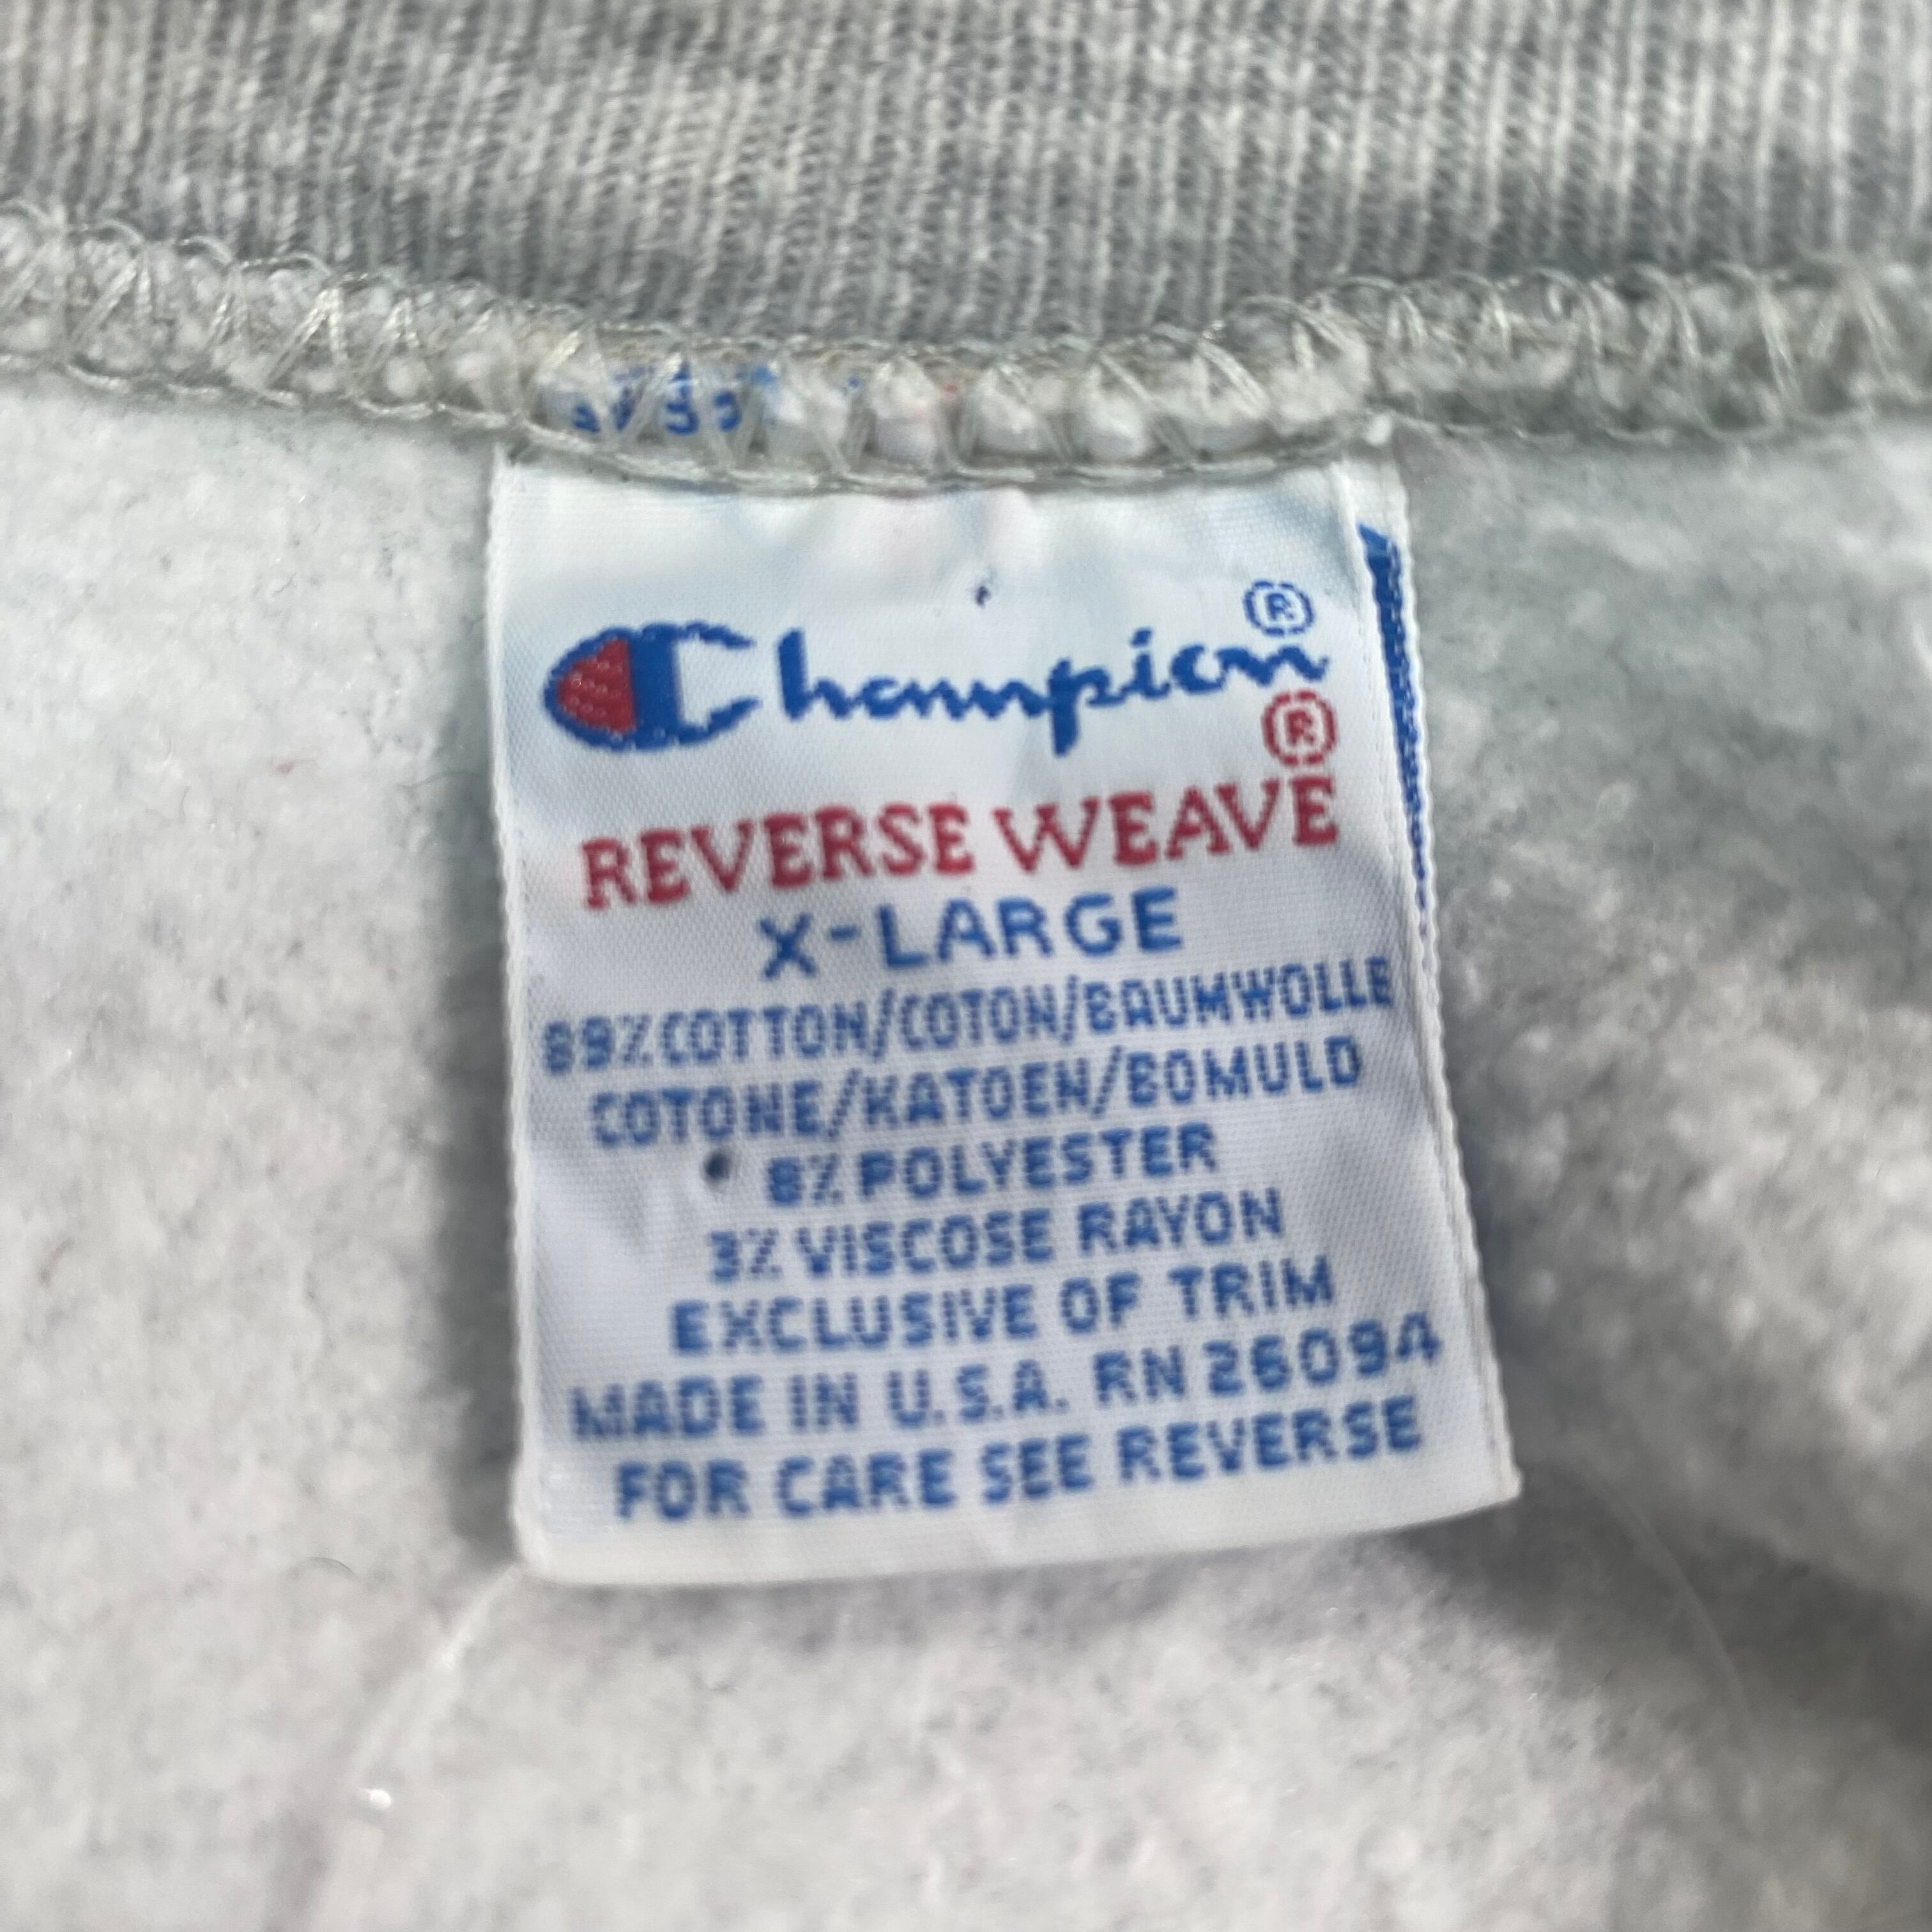 Champion®
®
REVERSE WEAVE
X-LARGE
89% COTTON/COTON/BAUMWOLLE
COTONE/KATOEN/BOMULD
8% POLYESTER
3% VISCOSE RAYON
EXCLUSIVE OF TRIM
MADE IN U.S.A. RN 26094
FOR CARE SEE REVERSE